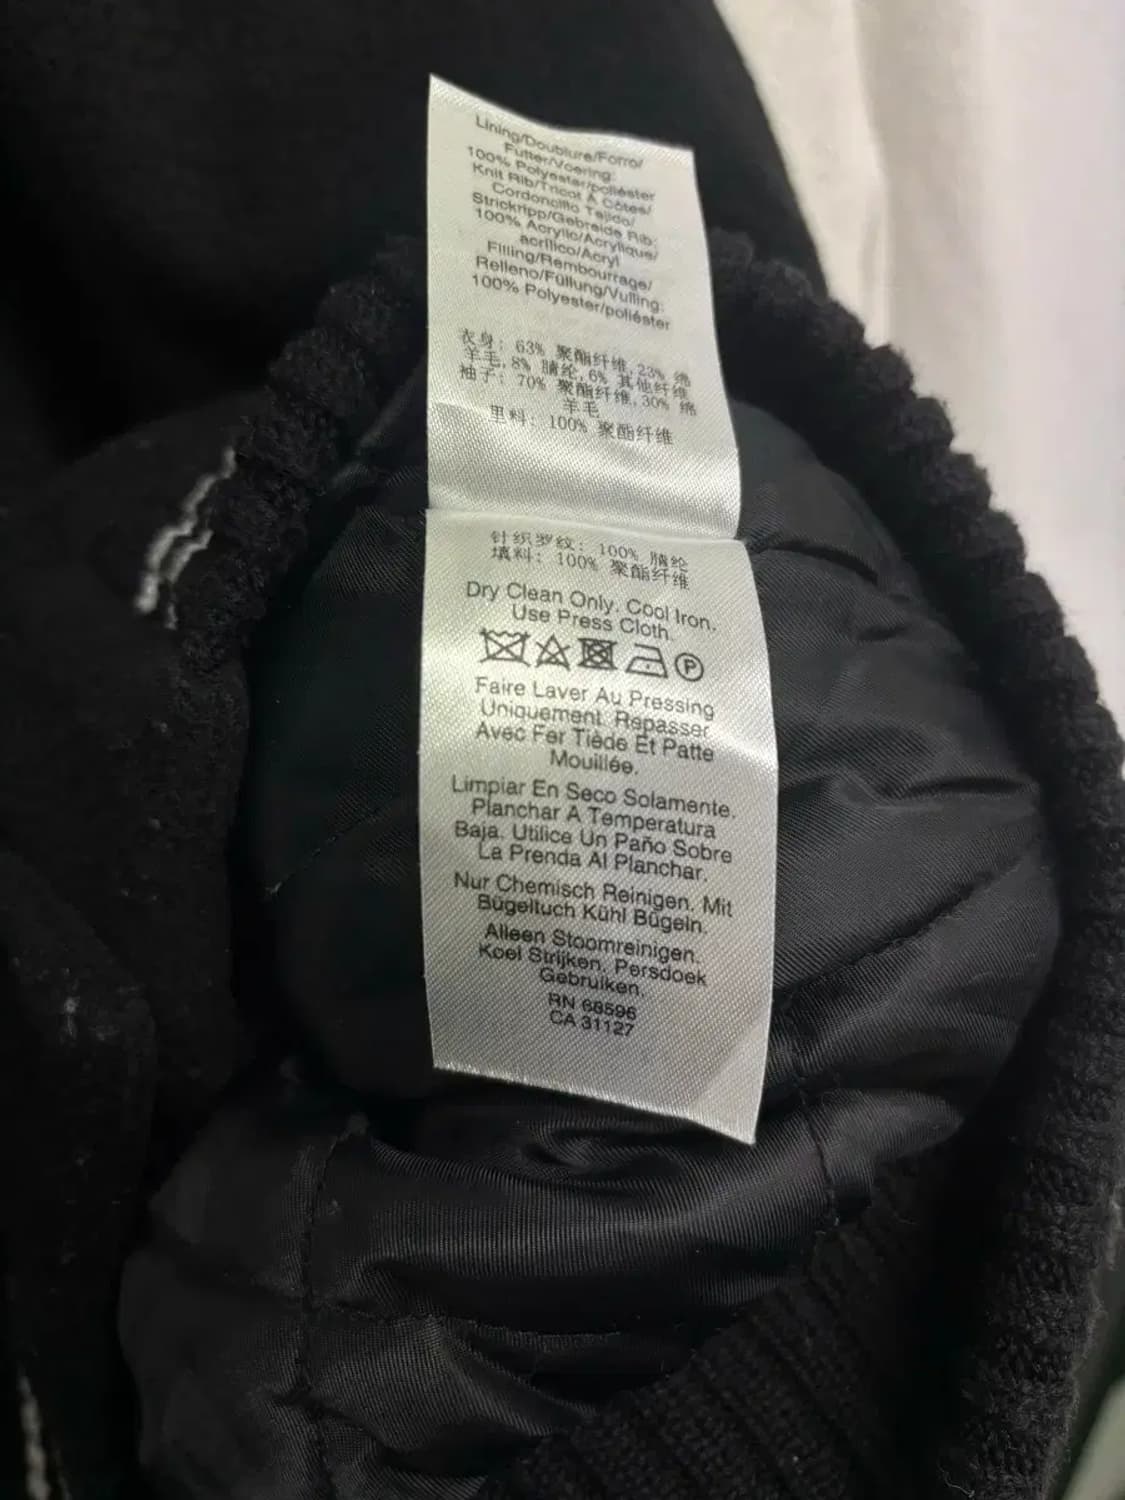 Lining/Doublure/Forro/
Futter/Voering:
100% Polyester/poliéster
Knit Rib/Tricot À Côtes/
Cordoncillo Tejido/
Strickripp/Gebreide Rib:
100% Acrylic/Acrylique/
acrílico/Acryl
Filling/Rembourrage/
Relleno/Füllung/Vulling:
100% Polyester/poliéster
衣身: 63% 聚酯纤维,23% 绵
羊毛,8% 腈纶,6% 其他纤维
袖子: 70% 聚酯纤维,30% 绵
羊毛
里料: 100% 聚酯纤维
针织罗纹: 100% 腈纶
填料: 100% 聚酯纤维
Dry Clean Only. Cool Iron.
Use Press Cloth.
P
Faire Laver Au Pressing
Uniquement. Repasser
Avec Fer Tiède Et Patte
Mouillée.
Limpiar En Seco Solamente.
Planchar A Temperatura
Baja. Utilice Un Paño Sobre
La Prenda Al Planchar.
Nur Chemisch Reinigen. Mit
Bügeltuch Kühl Bügeln.
Alleen Stoomreinigen.
Koel Strijken. Persdoek
Gebruiken.
RN 68596
CA 31127